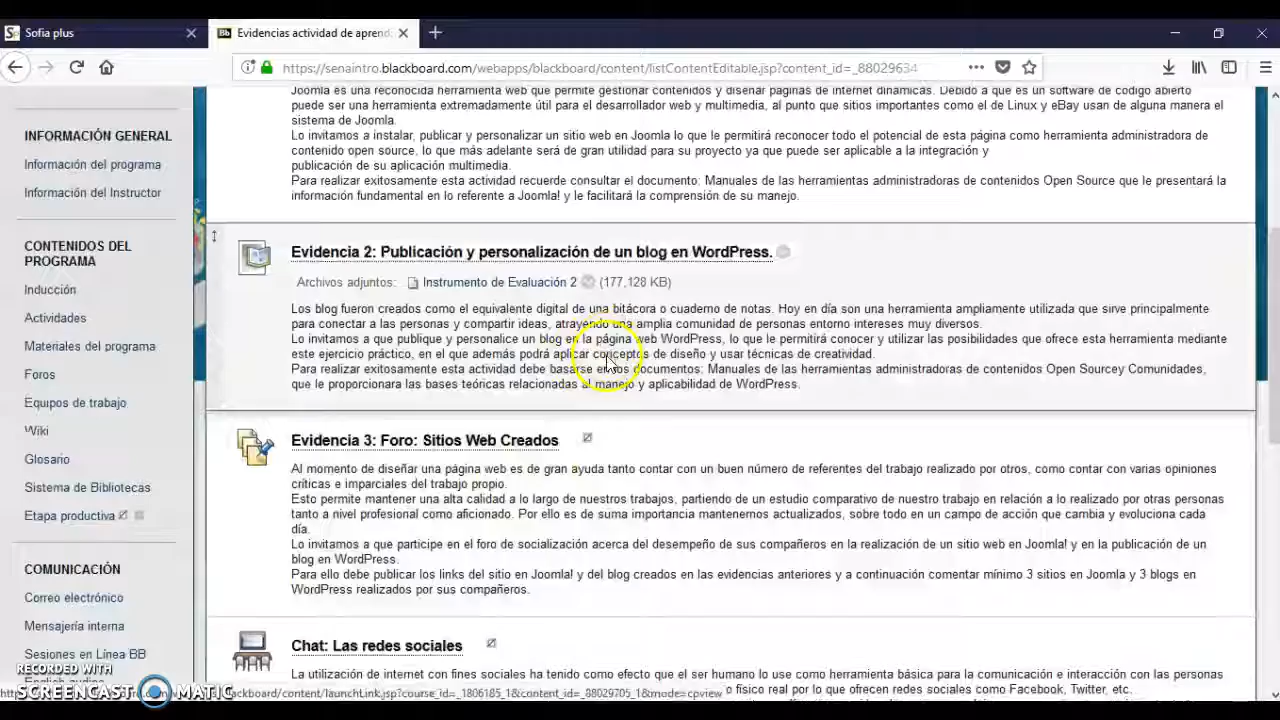 Sofia plus
Bb Evidencias actividad de aprend
https://senaintro.blackboard.com/webapps/blackboard/content/listContentEditable.jsp?content_id=_88029634
INFORMACIÓN GENERAL
Información del programa
Información del Instructor
CONTENIDOS DEL
PROGRAMA
Inducción
Actividades
Materiales del programa
Foros
Equipos de trabajo
Wiki
Glosario
Sistema de Bibliotecas
Etapa productiva
COMUNICACIÓN
Correo electrónico
Mensajería interna
Sesiones en Línea BB
Joomla es una reconocida herramienta web que permite gestionar contenidos y diseñar páginas de internet dinámicas. Debido a que es un software de código abierto
puede ser una herramienta extremadamente útil para el desarrollador web y multimedia, al punto que sitios importantes como el de Linux y eBay usan de alguna manera el
sistema de Joomla.
Lo invitamos a instalar, publicar y personalizar un sitio web en Joomla lo que le permitirá reconocer todo el potencial de esta página como herramienta administradora de
contenido open source, lo que más adelante será de gran utilidad para su proyecto ya que puede ser aplicable a la integración y
publicación de su aplicación multimedia.
Para realizar exitosamente esta actividad recuerde consultar el documento: Manuales de las herramientas administradoras de contenidos Open Source que le presentará la
información fundamental en lo referente a Joomla! y le facilitará la comprensión de su manejo.
Evidencia 2: Publicación y personalización de un blog en WordPress.
Archivos adjuntos: Instrumento de Evaluación 2 (177,128 KB)
Los blog fueron creados como el equivalente digital de una bitácora o cuaderno de notas. Hoy en día son una herramienta ampliamente utilizada que sirve principalmente
para conectar a las personas y compartir ideas, atrayendo una amplia comunidad de personas entorno intereses muy diversos.
Lo invitamos a que publique y personalice un blog en la página web WordPress, lo que le permitirá conocer y utilizar las posibilidades que ofrece esta herramienta mediante
este ejercicio práctico, en el que además podrá aplicar conceptos de diseño y usar técnicas de creatividad.
Para realizar exitosamente esta actividad debe basarse en los documentos: Manuales de las herramientas administradoras de contenidos Open Sourcey Comunidades,
que le proporcionara las bases teóricas relacionadas al manejo y aplicabilidad de WordPress.
Evidencia 3: Foro: Sitios Web Creados
Al momento de diseñar una página web es de gran ayuda tanto contar con un buen número de referentes del trabajo realizado por otros, como contar con varias opiniones
críticas e imparciales del trabajo propio.
Esto permite mantener una alta calidad a lo largo de nuestros trabajos, partiendo de un estudio comparativo de nuestro trabajo en relación a lo realizado por otras personas
tanto a nivel profesional como aficionado. Por ello es de suma importancia mantenernos actualizados, sobre todo en un campo de acción que cambia y evoluciona cada
día.
Lo invitamos a que participe en el foro de socialización acerca del desempeño de sus compañeros en la realización de un sitio web en Joomla! y en la publicación de un
blog en WordPress.
Para ello debe publicar los links del sitio en Joomla! y del blog creados en las evidencias anteriores y a continuación comentar mínimo 3 sitios en Joomla y 3 blogs en
WordPress realizados por sus compañeros.
Chat: Las redes sociales
La utilización de internet con fines sociales ha tenido como efecto que el ser humano lo use como herramienta básica para la comunicación e interacción con las personas
físico real por lo que ofrecen redes sociales como Facebook, Twitter, etc.
RECORDED WITH
SCREENCAST MATIC
ackboard/content/launchLink.jsp?course_id=_1806185_1&content_id=_88029705_1&mode=cpview